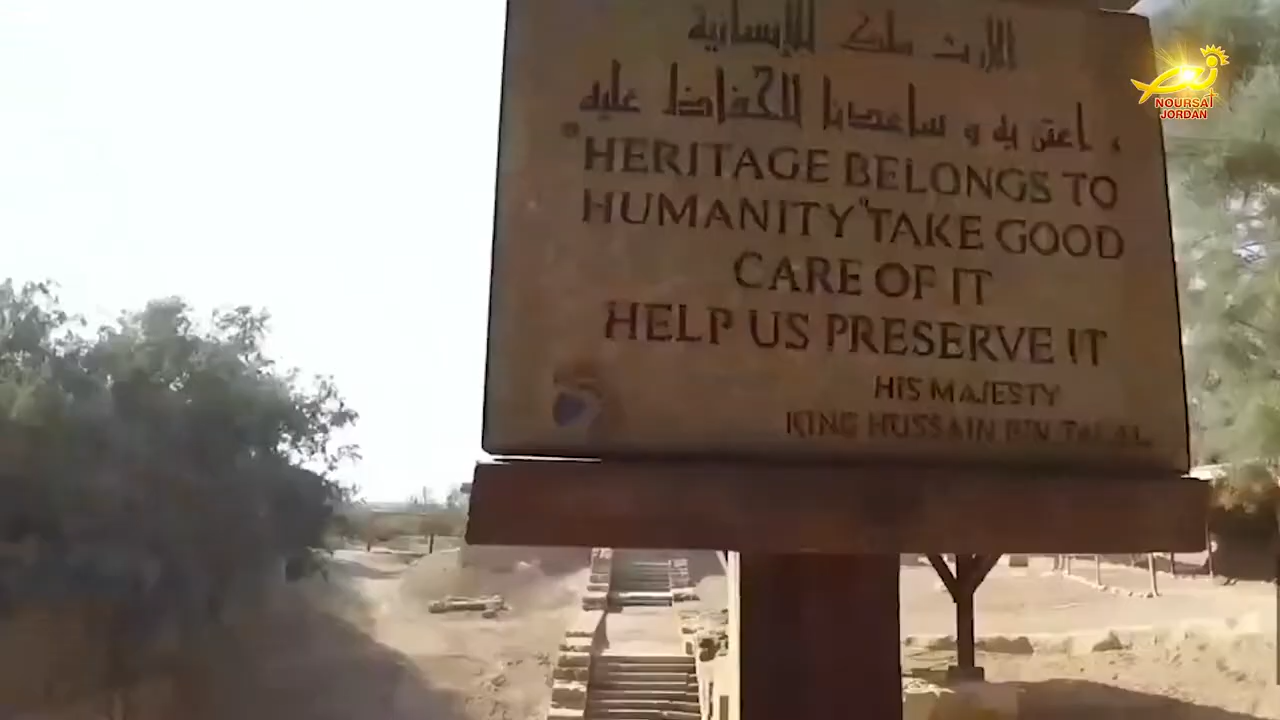 الارث ملك للإنسانية
، اعتن به و ساعدنا للحفاظ عليه
"HERITAGE BELONGS TO
HUMANITY" TAKE GOOD
CARE OF IT
HELP US PRESERVE IT
HIS MAJESTY
KING HUSSAIN BIN TALAL
NOURSAT
JORDAN